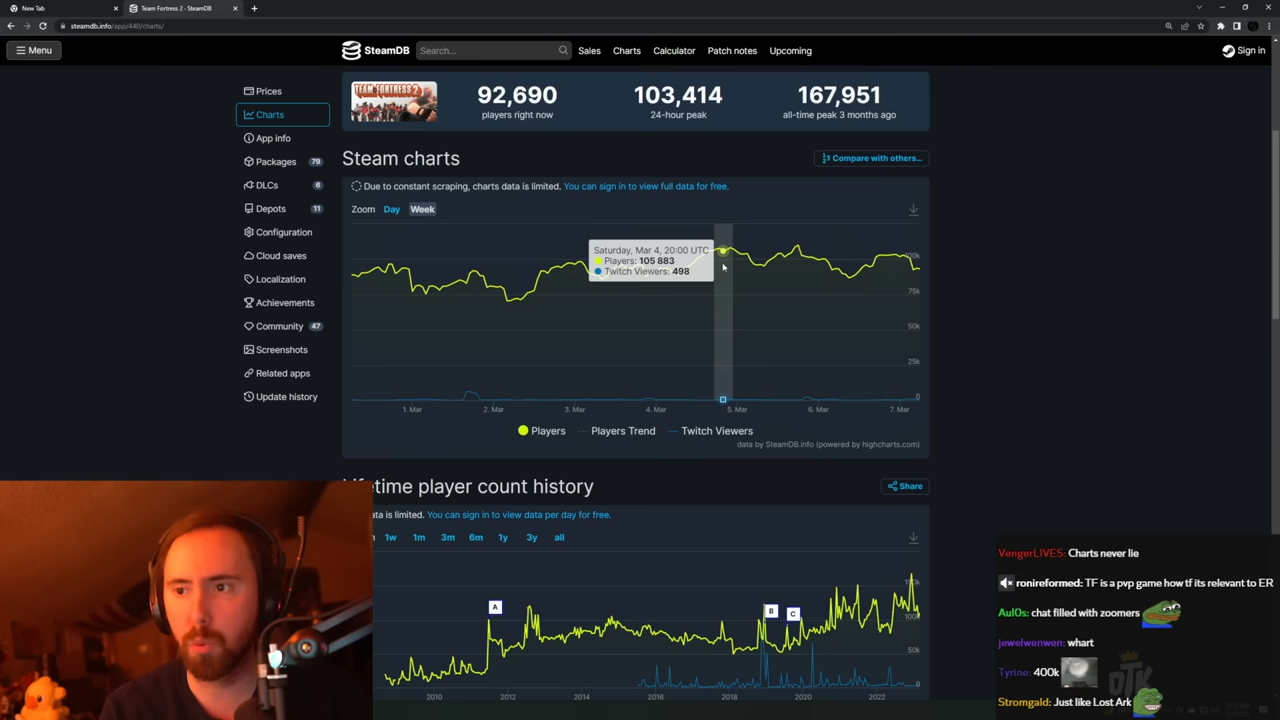 New Tab
Team Fortress 2 - SteamDB
steamdb.info/app/440/charts/
Menu
SteamDB
Search...
Sales
Charts
Calculator
Patch notes
Upcoming
Sign in
Prices
Charts
App info
Packages 79
DLCs 6
Depots 11
Configuration
Cloud saves
Localization
Achievements
Community 47
Screenshots
Related apps
Update history
TEAM FORTRESS 2
92,690
players right now
103,414
24-hour peak
167,951
all-time peak 3 months ago
Steam charts
Compare with others...
Due to constant scraping, charts data is limited. You can sign in to view full data for free.
Zoom Day Week
Saturday, Mar 4, 20:00 UTC
Players: 105 883
Twitch Viewers: 498
100k
75k
50k
25k
0
1. Mar 2. Mar 3. Mar 4. Mar 5. Mar 6. Mar 7. Mar
Players Players Trend Twitch Viewers
data by SteamDB.info (powered by highcharts.com)
Lifetime player count history
Share
ata is limited. You can sign in to view data per day for free.
1w 1m 3m 6m 1y 3y all
A
B
C
150k
100k
50k
0
2010 2012 2014 2016 2018 2020 2022
VengerLIVES: Charts never lie
ronireformed: TF is a pvp game how tf its relevant to ER
jewelwenwen: whart
chat filled with zoomers
Tyrine: 400k
Stromgald: Just like Lost Ark